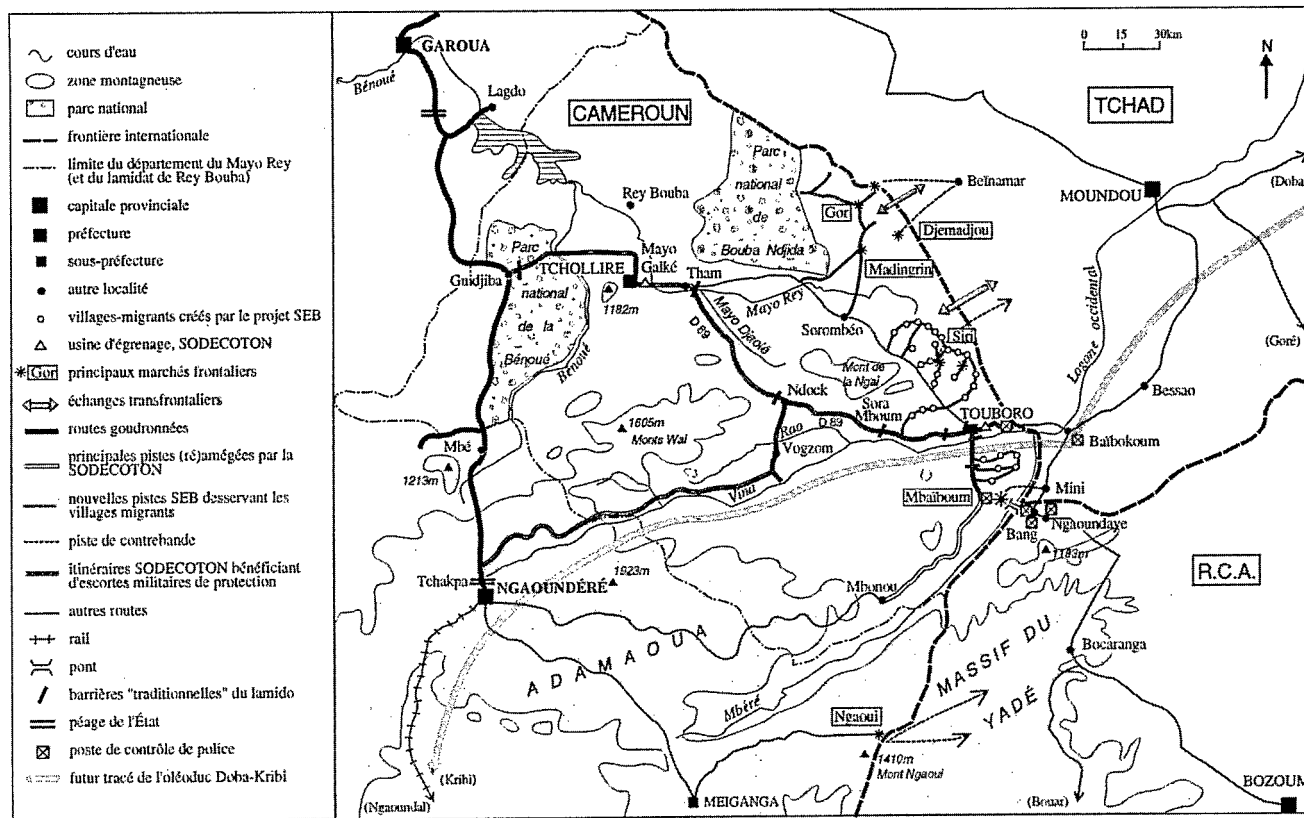 cours d'eau
zone montagneuse
parc national
frontière internationale
limite du département du Mayo Rey
(et du lamidat de Rey Bouba)
capitale provinciale
préfecture
sous-préfecture
autre localité
villages-migrants créés par le projet SEB
usine d'égrenage, SODECOTON
Gor
principaux marchés frontaliers
échanges transfrontaliers
routes goudronnées
principales pistes (ré)amégées par la
SODECOTON
nouvelles pistes SEB desservant les
villages migrants
piste de contrebande
itinéraires SODECOTON bénéficiant
d'escortes militaires de protection
autres routes
rail
pont
barrières "traditionnelles" du lamido
péage de l'État
poste de contrôle de police
futur tracé de l'oléoduc Doba-Kribi
GAROUA
Bénoué
Lagdo
CAMEROUN
TCHAD
0 15 30km
N
Parc
national
de
Bouba Ndjida
Rey Bouba
Beïnamar
MOUNDOU
(Doba)
Gor
Djemadjou
Madingrin
Parc
national
de la
Bénoué
Guidjiba
TCHOLLIRE
Mayo
Galké
Tham
1182m
Bénoué
D 89
Mayo Djaoié
Mayo Rey
Sorombéo
Siri
Logone occidental
(Goré)
Mont de
la Ngai
Bessao
Ndock
Sora
Mboum
TOUBORO
D 89
Rao
Vogzom
Baïbokoum
1605m
Monts Wal
Mbé
1213m
Vina
Mbaïboum
Mini
Ngaoundaye
Bang
1183m
R.C.A.
Tchakpa
NGAOUNDÉRÉ
1923m
Mbonou
ADAMAOUA
MASSIF DU
YADÉ
Bocaranga
Mbéré
Ngaoui
1410m
Mont Ngaoui
(Kribi)
(Ngaoundal)
MEIGANGA
(Bouar)
BOZOUM